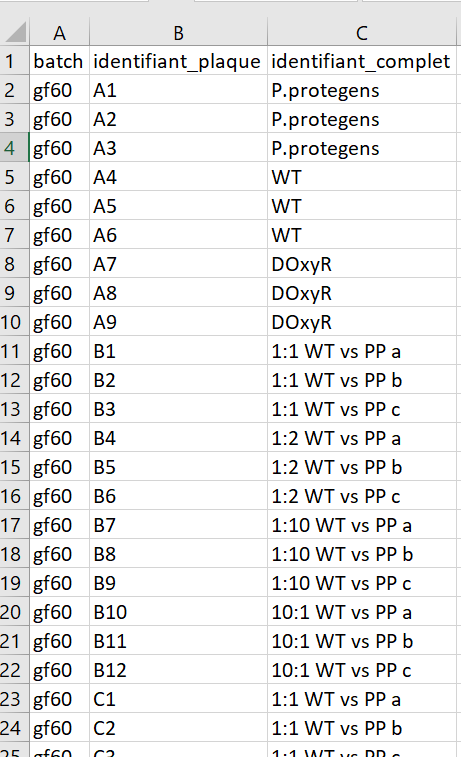 A B C
1 batch identifiant_plaque identifiant_complet
2 gf60 A1 P.protegens
3 gf60 A2 P.protegens
4 gf60 A3 P.protegens
5 gf60 A4 WT
6 gf60 A5 WT
7 gf60 A6 WT
8 gf60 A7 DOxyR
9 gf60 A8 DOxyR
10 gf60 A9 DOxyR
11 gf60 B1 1:1 WT vs PP a
12 gf60 B2 1:1 WT vs PP b
13 gf60 B3 1:1 WT vs PP c
14 gf60 B4 1:2 WT vs PP a
15 gf60 B5 1:2 WT vs PP b
16 gf60 B6 1:2 WT vs PP c
17 gf60 B7 1:10 WT vs PP a
18 gf60 B8 1:10 WT vs PP b
19 gf60 B9 1:10 WT vs PP c
20 gf60 B10 10:1 WT vs PP a
21 gf60 B11 10:1 WT vs PP b
22 gf60 B12 10:1 WT vs PP c
23 gf60 C1 1:1 WT vs PP a
24 gf60 C2 1:1 WT vs PP b
25 gf60 C3 1:1 WT vs PP c